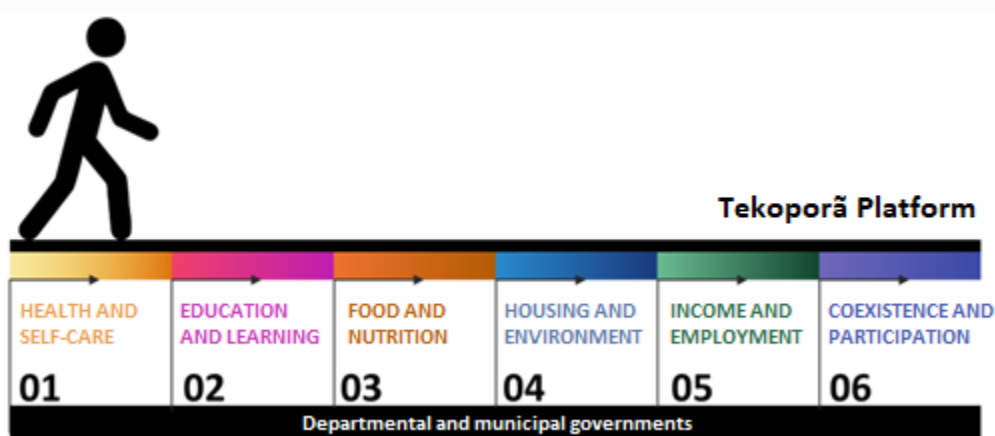 Tekoporã Platform
HEALTH AND
SELF-CARE
01
EDUCATION
AND LEARNING
02
FOOD AND
NUTRITION
03
HOUSING AND
ENVIRONMENT
04
INCOME AND
EMPLOYMENT
05
COEXISTENCE AND
PARTICIPATION
06
Departmental and municipal governments